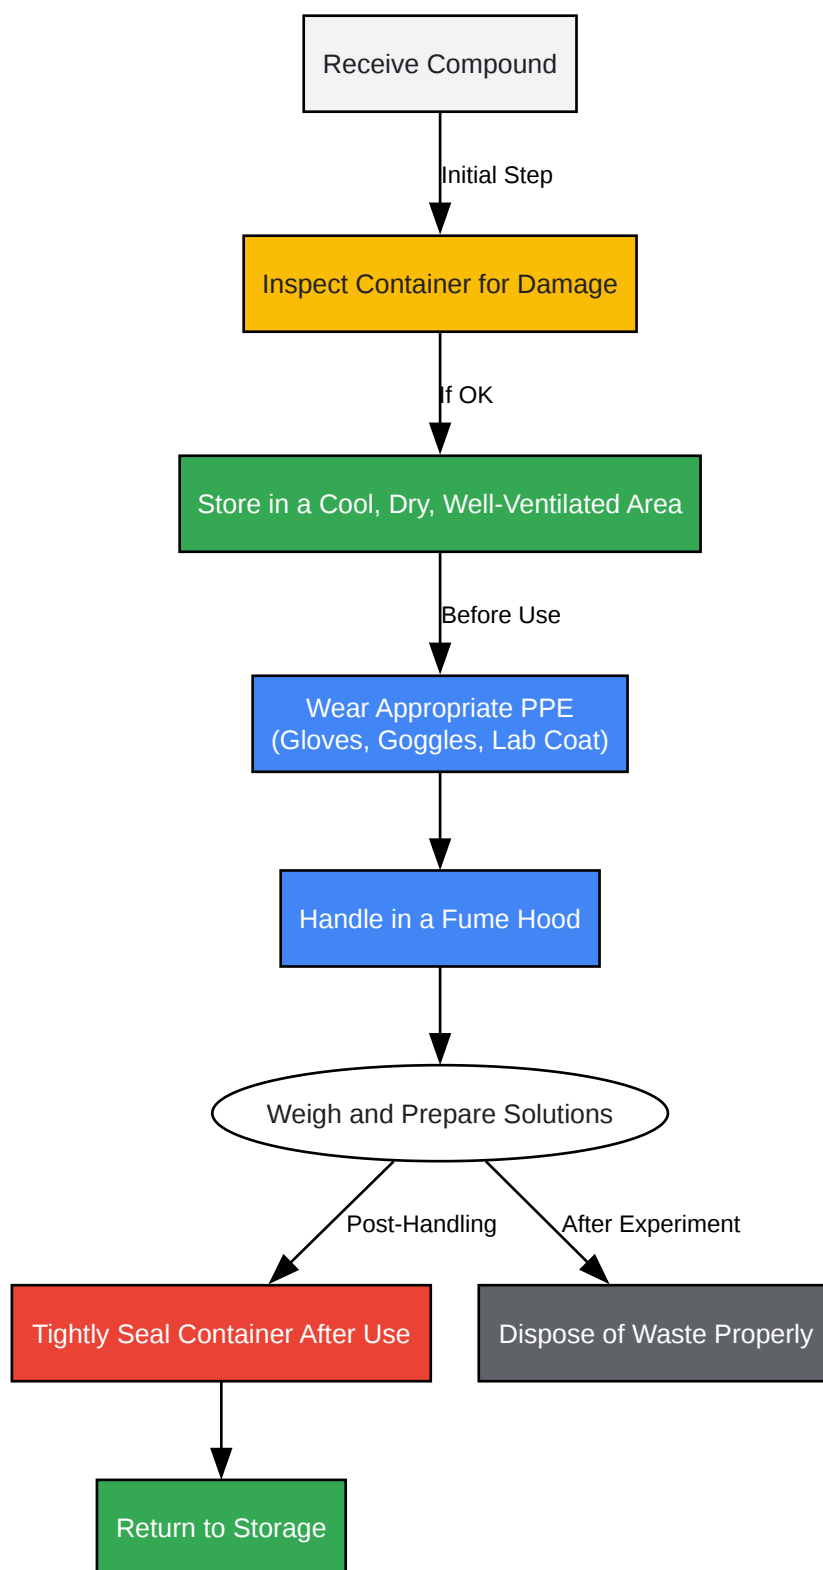 Receive Compound
Initial Step
Inspect Container for Damage
If OK
Store in a Cool, Dry, Well-Ventilated Area
Before Use
Wear Appropriate PPE
(Gloves, Goggles, Lab Coat)
Handle in a Fume Hood
Weigh and Prepare Solutions
Post-Handling
After Experiment
Tightly Seal Container After Use
Dispose of Waste Properly
Return to Storage